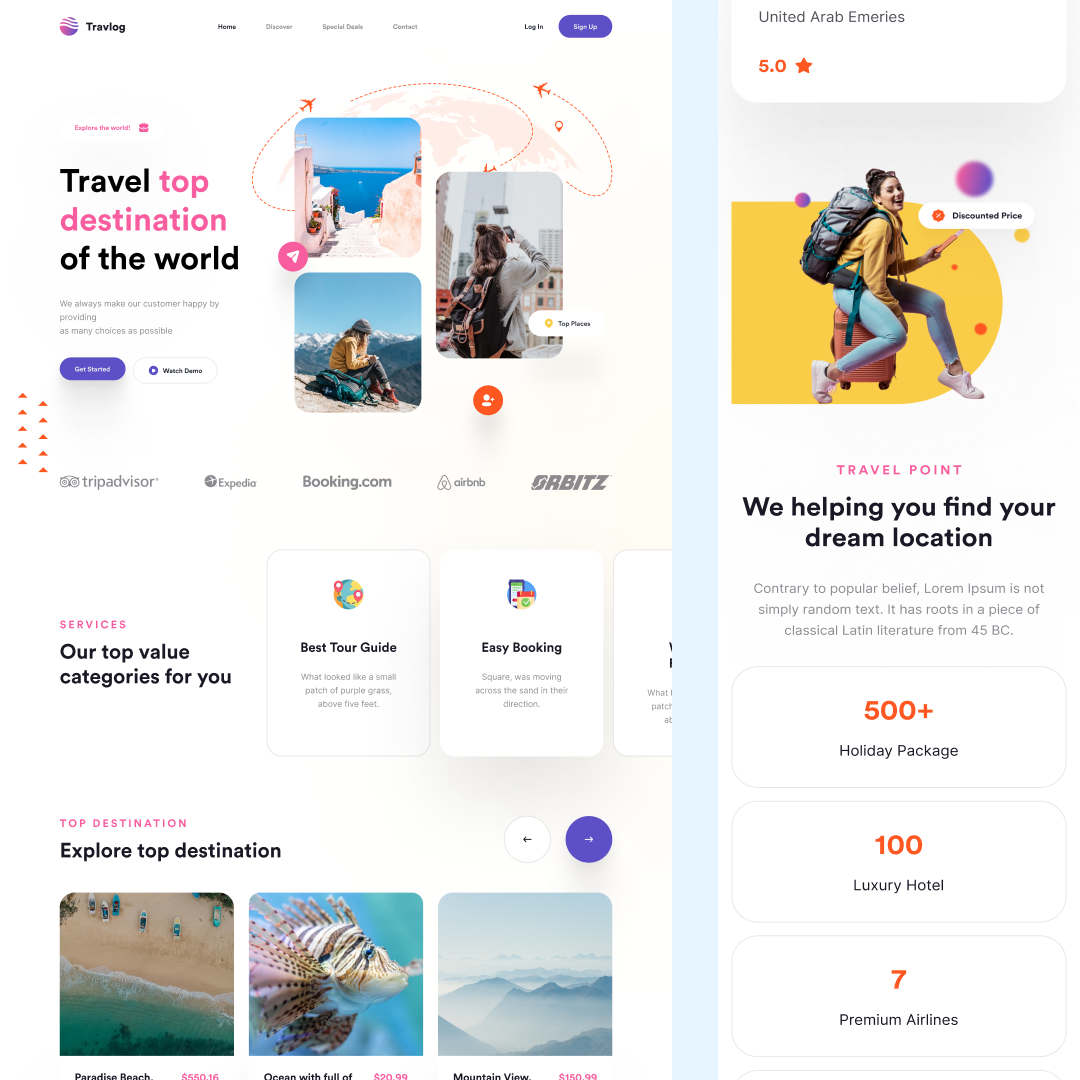 Travlog
Home
Discover
Special Deals
Contact
Log In
Sign Up
Explore the world!
Travel top
destination
of the world
We always make our customer happy by
providing
as many choices as possible
Get Started
Watch Demo
Top Places
tripadvisor
Expedia
Booking.com
airbnb
ORBITZ
SERVICES
Our top value
categories for you
Best Tour Guide
What looked like a small
patch of purple grass,
above five feet.
Easy Booking
Square, was moving
across the sand in their
direction.
What
patch
TOP DESTINATION
Explore top destination
←
→
Paradise Beach,
$550.16
Ocean with full of
$20.99
Mountain View,
$150.99
United Arab Emeries
5.0
Discounted Price
TRAVEL POINT
We helping you find your
dream location
Contrary to popular belief, Lorem Ipsum is not
simply random text. It has roots in a piece of
classical Latin literature from 45 BC.
500+
Holiday Package
100
Luxury Hotel
7
Premium Airlines